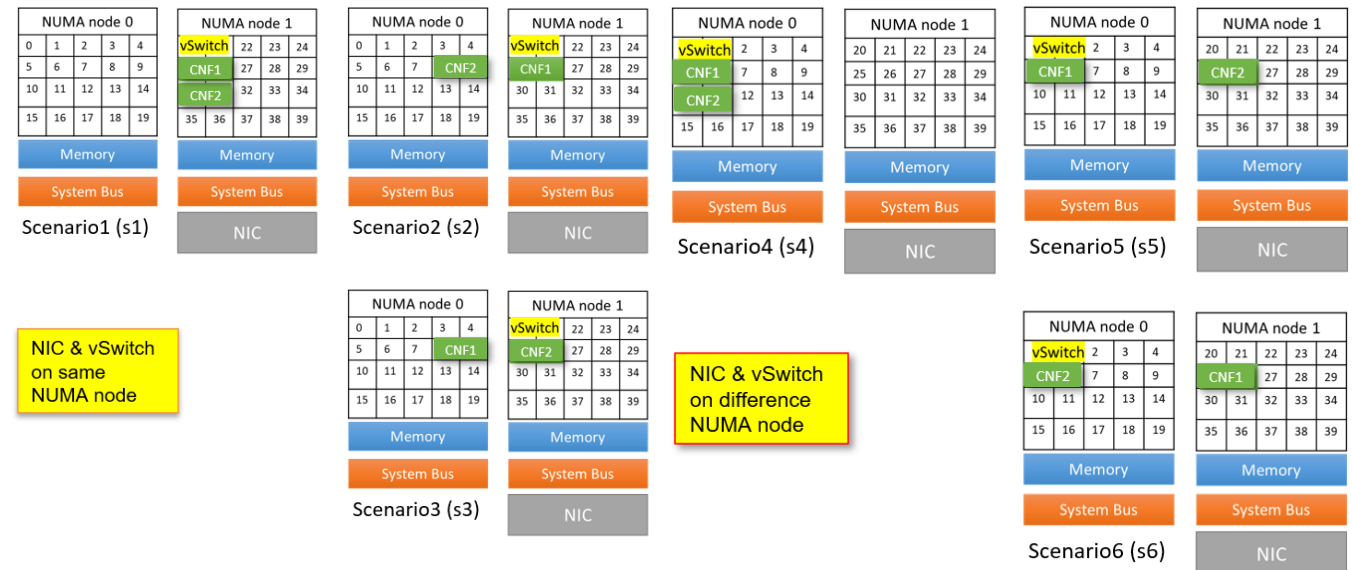 NUMA node 0
0 1 2 3 4
5 6 7 8 9
10 11 12 13 14
15 16 17 18 19
Memory
System Bus
Scenario1 (s1)
NUMA node 1
vSwitch 22 23 24
CNF1 27 28 29
CNF2 32 33 34
35 36 37 38 39
Memory
System Bus
NIC
NUMA node 0
0 1 2 3 4
5 6 7 CNF2
10 11 12 13 14
15 16 17 18 19
Memory
System Bus
Scenario2 (s2)
NUMA node 1
vSwitch 22 23 24
CNF1 27 28 29
30 31 32 33 34
35 36 37 38 39
Memory
System Bus
NIC
NUMA node 0
vSwitch 2 3 4
CNF1 7 8 9
CNF2 12 13 14
15 16 17 18 19
Memory
System Bus
Scenario4 (s4)
NUMA node 1
20 21 22 23 24
25 26 27 28 29
30 31 32 33 34
35 36 37 38 39
Memory
System Bus
NIC
NUMA node 0
vSwitch 2 3 4
CNF1 7 8 9
10 11 12 13 14
15 16 17 18 19
Memory
System Bus
Scenario5 (s5)
NUMA node 1
20 21 22 23 24
CNF2 27 28 29
30 31 32 33 34
35 36 37 38 39
Memory
System Bus
NIC
NIC & vSwitch
on same
NUMA node
NUMA node 0
0 1 2 3 4
5 6 7 CNF1
10 11 12 13 14
15 16 17 18 19
Memory
System Bus
Scenario3 (s3)
NUMA node 1
vSwitch 22 23 24
CNF2 27 28 29
30 31 32 33 34
35 36 37 38 39
Memory
System Bus
NIC
NIC & vSwitch
on difference
NUMA node
NUMA node 0
vSwitch 2 3 4
CNF2 7 8 9
10 11 12 13 14
15 16 17 18 19
Memory
System Bus
Scenario6 (s6)
NUMA node 1
20 21 22 23 24
CNF1 27 28 29
30 31 32 33 34
35 36 37 38 39
Memory
System Bus
NIC